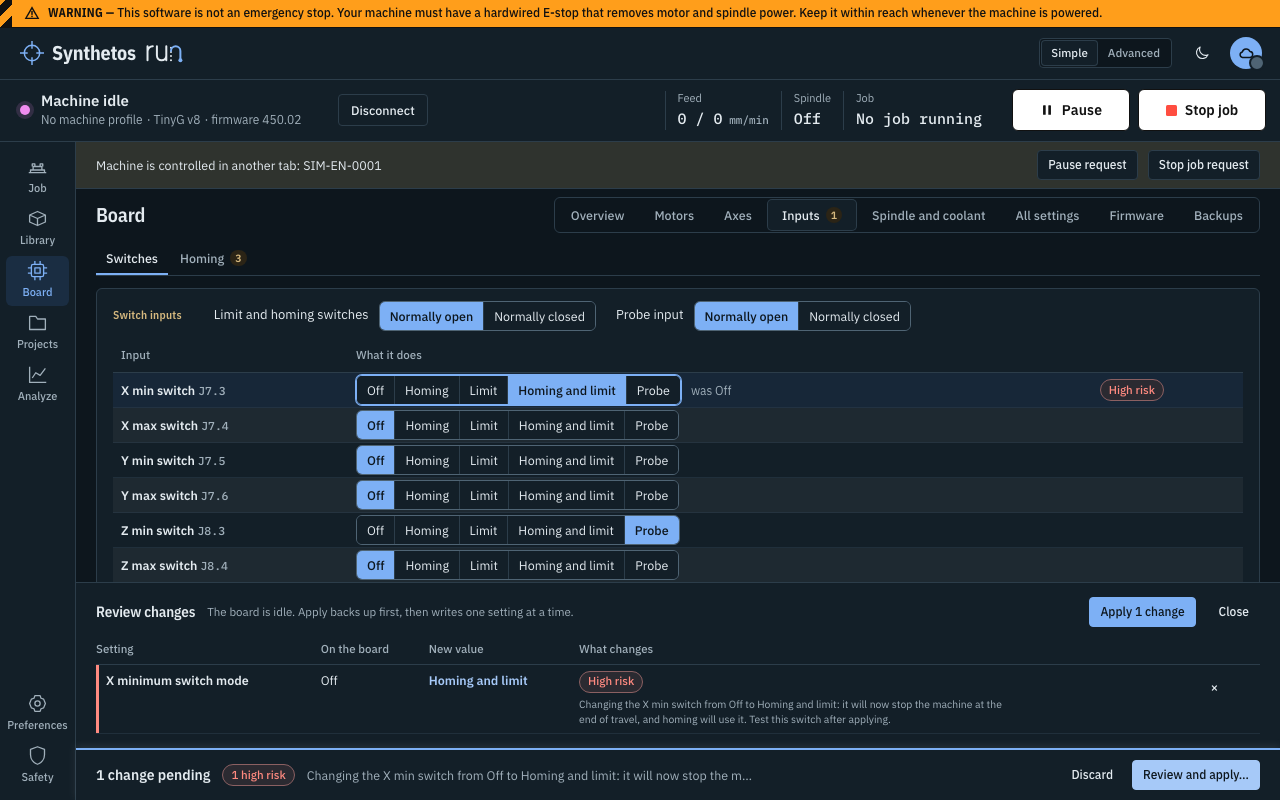 WARNING — This software is not an emergency stop. Your machine must have a hardwired E-stop that removes motor and spindle power. Keep it within reach whenever the machine is powered.
Synthetos run
Simple Advanced
Machine idle
No machine profile · TinyG v8 · firmware 450.02
Disconnect
Feed
0 / 0 mm/min
Spindle
Off
Job
No job running
Pause
Stop job
Machine is controlled in another tab: SIM-EN-0001
Pause request
Stop job request
Job
Library
Board
Projects
Analyze
Preferences
Safety
Board
Overview Motors Axes Inputs 1 Spindle and coolant All settings Firmware Backups
Switches Homing 3
Switch inputs Limit and homing switches Normally open Normally closed Probe input Normally open Normally closed
Input What it does
X min switch J7.3 Off Homing Limit Homing and limit Probe was Off High risk
X max switch J7.4 Off Homing Limit Homing and limit Probe
Y min switch J7.5 Off Homing Limit Homing and limit Probe
Y max switch J7.6 Off Homing Limit Homing and limit Probe
Z min switch J8.3 Off Homing Limit Homing and limit Probe
Z max switch J8.4 Off Homing Limit Homing and limit Probe
Review changes The board is idle. Apply backs up first, then writes one setting at a time. Apply 1 change Close
Setting On the board New value What changes
X minimum switch mode Off Homing and limit High risk ×
Changing the X min switch from Off to Homing and limit: it will now stop the machine at the
end of travel, and homing will use it. Test this switch after applying.
1 change pending 1 high risk Changing the X min switch from Off to Homing and limit: it will now stop the m… Discard Review and apply…